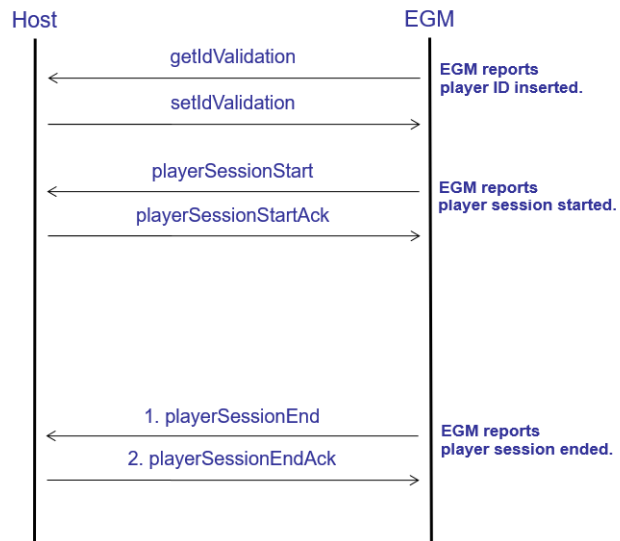 Host
EGM
getIdValidation
EGM reports
player ID inserted.
setIdValidation
playerSessionStart
EGM reports
player session started.
playerSessionStartAck
1. playerSessionEnd
EGM reports
player session ended.
2. playerSessionEndAck